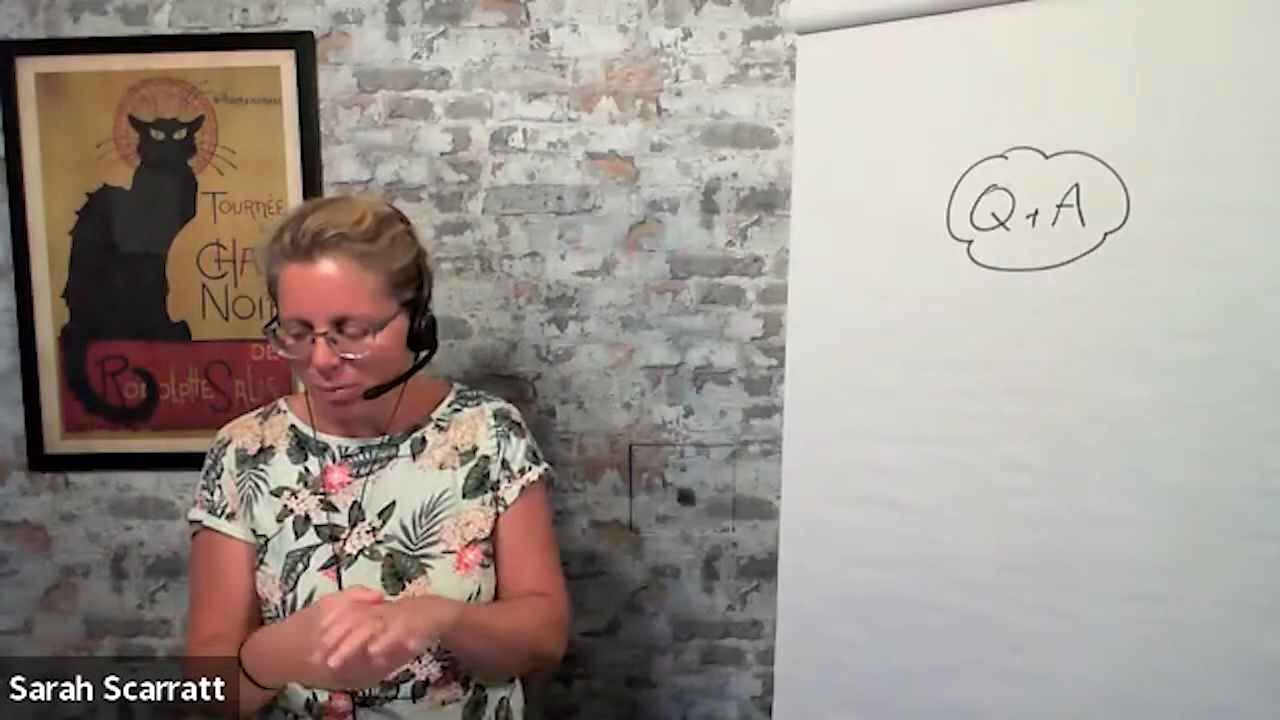 TOURNÉE
CHA
NOI
DE
RODOLPHE SALIS
Q + A
Sarah Scarratt